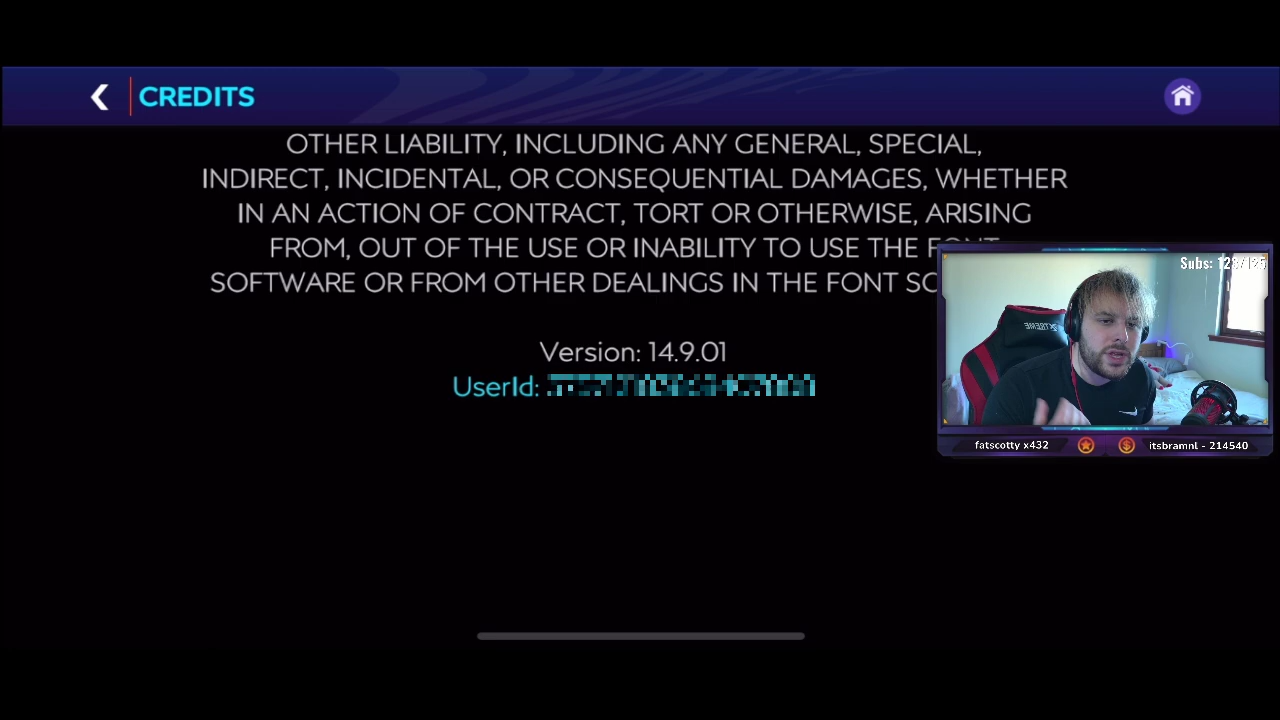 CREDITS
OTHER LIABILITY, INCLUDING ANY GENERAL, SPECIAL,
INDIRECT, INCIDENTAL, OR CONSEQUENTIAL DAMAGES, WHETHER
IN AN ACTION OF CONTRACT, TORT OR OTHERWISE, ARISING
FROM, OUT OF THE USE OR INABILITY TO USE THE FONT
SOFTWARE OR FROM OTHER DEALINGS IN THE FONT
Version: 14.9.01
UserId:
Subs:
fatscotty x432
itsbramnl - 214540